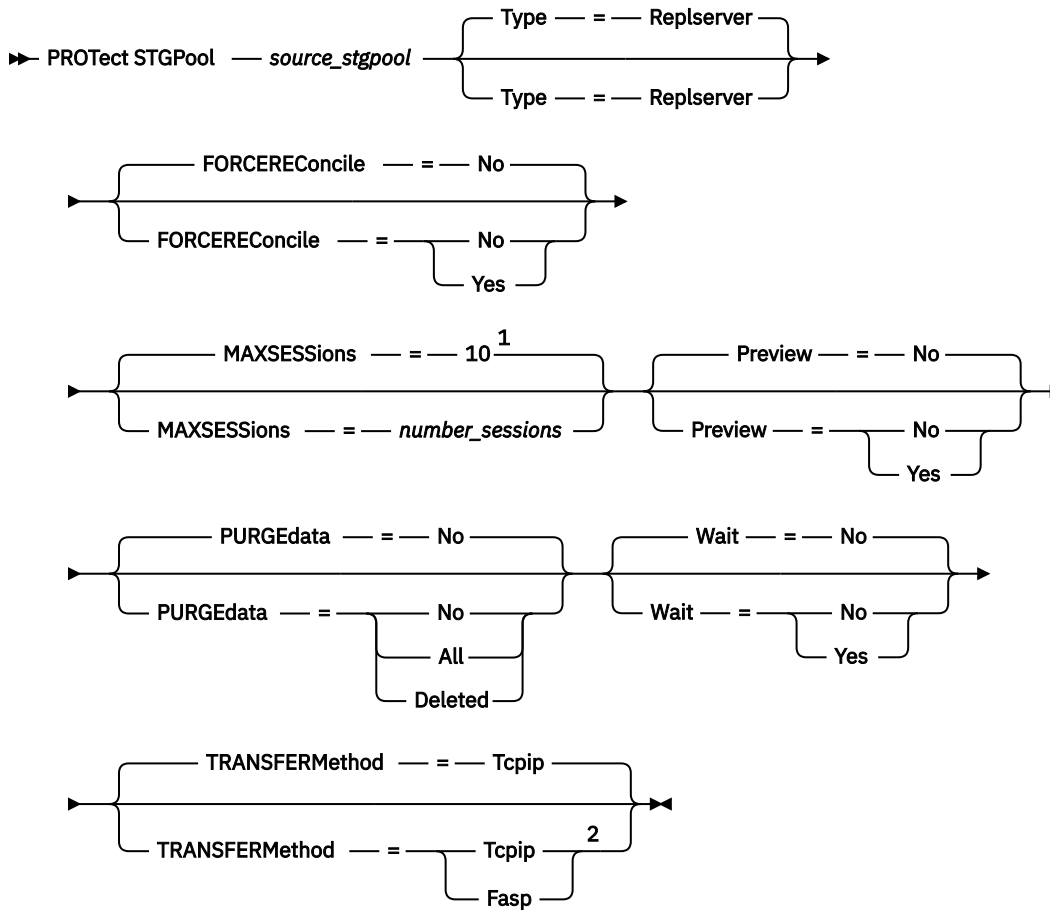 Type = Replserver
PROTect STGPool source_stgpool
Type = Replserver
FORCEREConcile = No
FORCEREConcile = No
Yes
MAXSESSions = 10 1
MAXSESSions = number_sessions
Preview = No
Preview = No
Yes
PURGEdata = No
PURGEdata = No
All
Deleted
Wait = No
Wait = No
Yes
TRANSFERMethod = Tcpip
TRANSFERMethod = Tcpip 2
Fasp